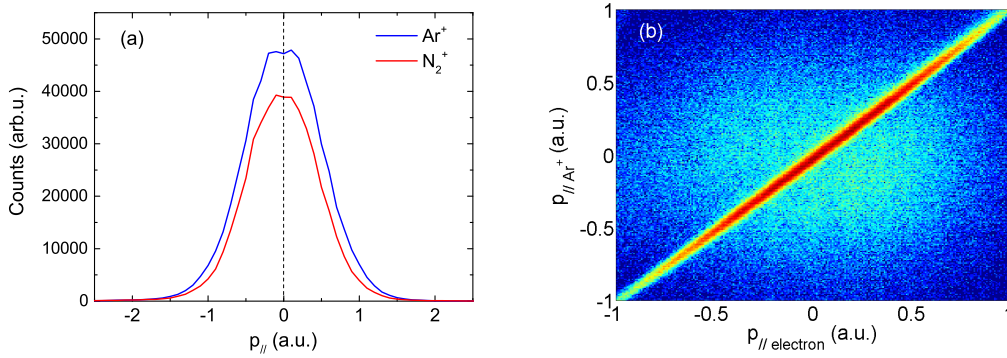 (a)
Ar⁺
N₂⁺
Counts (arb.u.)
50000
40000
30000
20000
10000
0
-2
-1
0
1
2
p// (a.u.)
(b)
p// Ar⁺ (a.u.)
1
0.5
0
-0.5
-1
-1
-0.5
0
0.5
1
p// electron (a.u.)